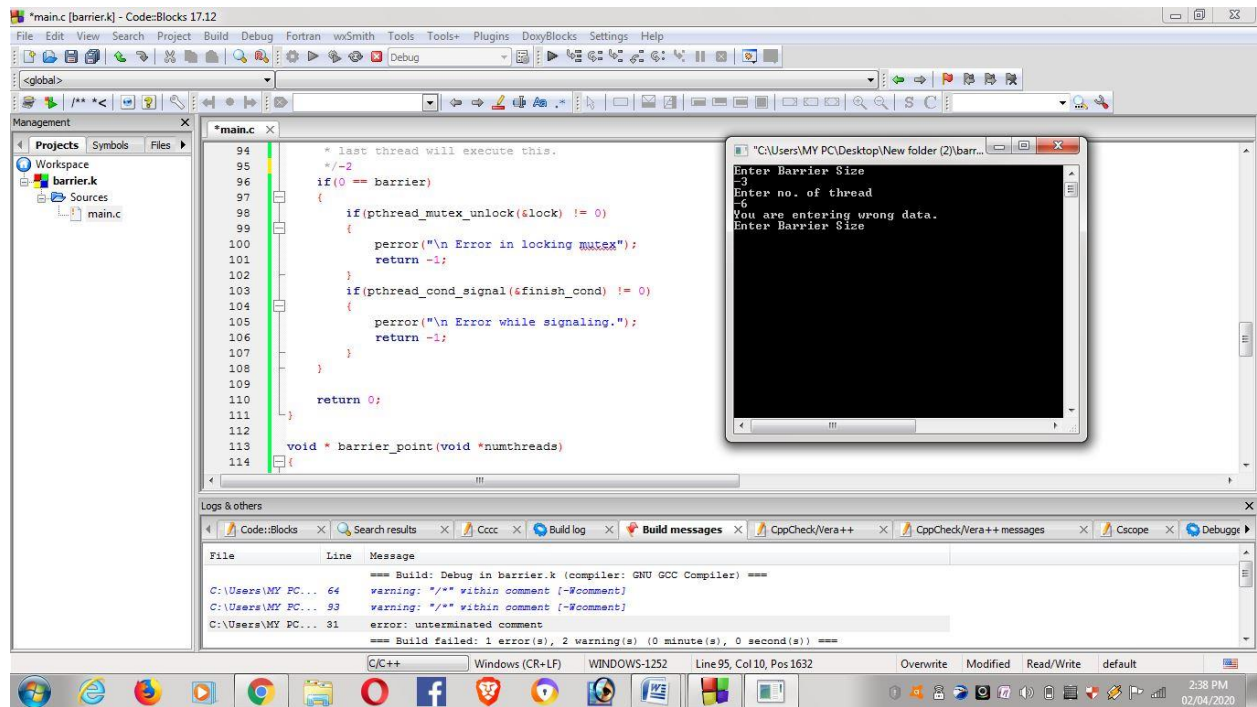 *main.c [barrier.k] - Code::Blocks 17.12
File Edit View Search Project Build Debug Fortran wxSmith Tools Tools+ Plugins DoxyBlocks Settings Help
Debug
<global>
/** *<
S C
Management
*main.c
Projects Symbols Files
Workspace
barrier.k
Sources
main.c
94 * last thread will execute this.
95 */-2
96 if(0 == barrier)
97 {
98 if(pthread_mutex_unlock(&lock) != 0)
99 {
100 perror("\n Error in locking mutex");
101 return -1;
102 }
103 if(pthread_cond_signal(&finish_cond) != 0)
104 {
105 perror("\n Error while signaling.");
106 return -1;
107 }
108 }
109
110 return 0;
111 }
112
113 void * barrier_point(void *numthreads)
114 {
"C:\Users\MY PC\Desktop\New folder (2)\barr...
Enter Barrier Size
-3
Enter no. of thread
-6
You are entering wrong data.
Enter Barrier Size
Logs & others
Code::Blocks Search results Cccc Build log Build messages CppCheck/Vera++ CppCheck/Vera++ messages Cscope Debugge
File Line Message
=== Build: Debug in barrier.k (compiler: GNU GCC Compiler) ===
C:\Users\MY PC... 64 warning: "/*" within comment [-Wcomment]
C:\Users\MY PC... 93 warning: "/*" within comment [-Wcomment]
C:\Users\MY PC... 31 error: unterminated comment
=== Build failed: 1 error(s), 2 warning(s) (0 minute(s), 0 second(s)) ===
C/C++ Windows (CR+LF) WINDOWS-1252 Line 95, Col 10, Pos 1632 Overwrite Modified Read/Write default
2:38 PM
02/04/2020